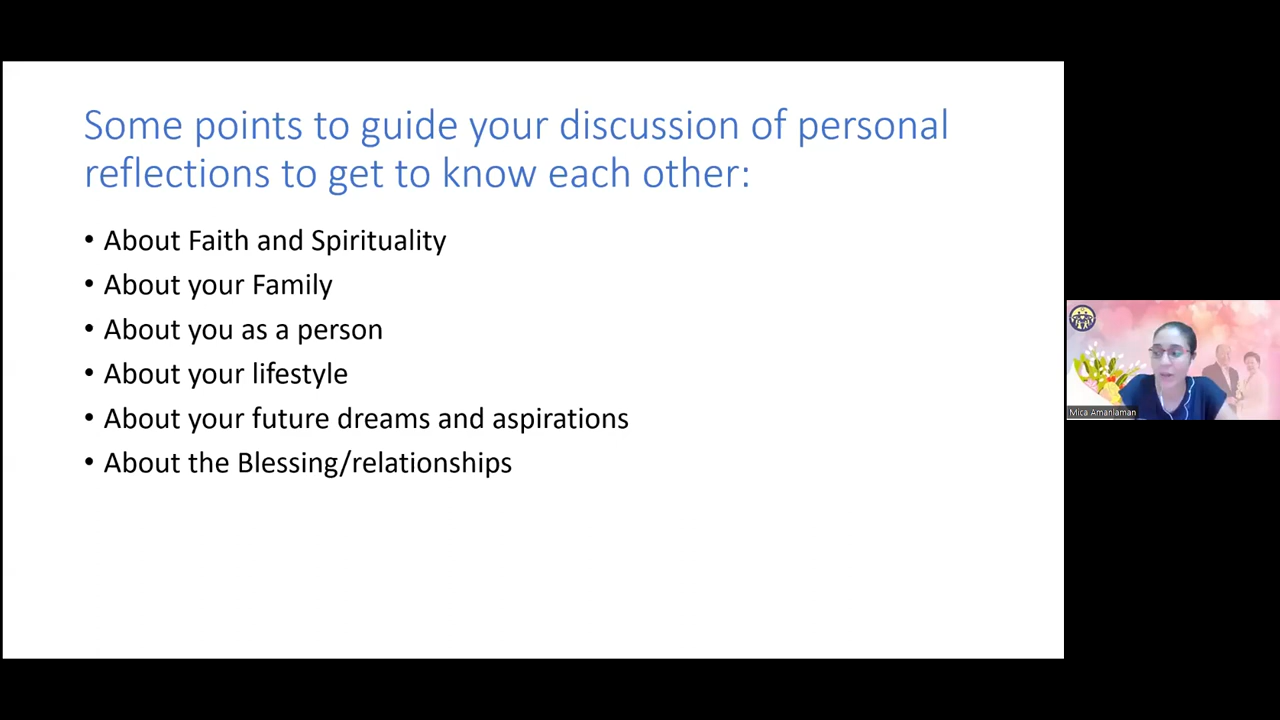 Some points to guide your discussion of personal
reflections to get to know each other:
• About Faith and Spirituality
• About your Family
• About you as a person
• About your lifestyle
• About your future dreams and aspirations
• About the Blessing/relationships
Mica Amanlaman